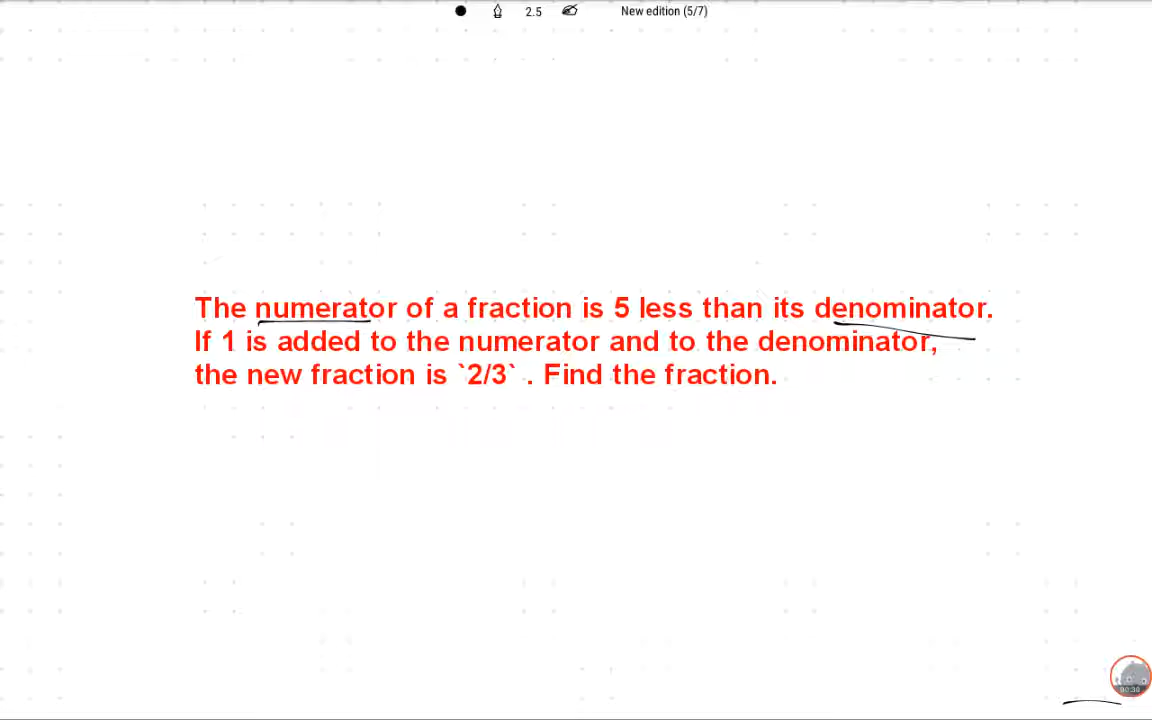 2.5 New edition (5/7)
The numerator of a fraction is 5 less than its denominator.
If 1 is added to the numerator and to the denominator,
the new fraction is `2/3` . Find the fraction.